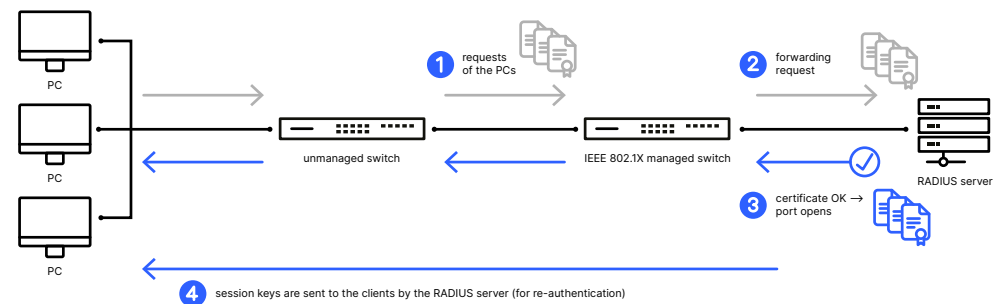 PC
PC
PC
unmanaged switch
1
requests
of the PCs
IEEE 802.1X managed switch
2
forwarding
request
RADIUS server
3
certificate OK →
port opens
4
session keys are sent to the clients by the RADIUS server (for re-authentication)